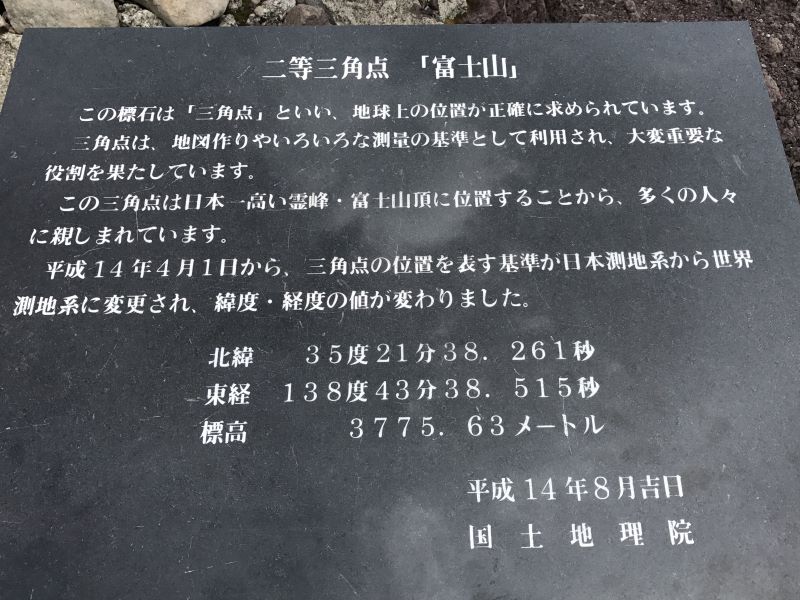 二等三角点 「富士山」
この標石は「三角点」といい、地球上の位置が正確に求められています。
三角点は、地図作りやいろいろな測量の基準として利用され、大変重要な
役割を果たしています。
この三角点は日本一高い霊峰・富士山頂に位置することから、多くの人々
に親しまれています。
平成14年4月1日から、三角点の位置を表す基準が日本測地系から世界
測地系に変更され、緯度・経度の値が変わりました。
北緯 35度21分38.261秒
東経 138度43分38.515秒
標高 3775.63メートル
平成14年8月吉日
国土地理院